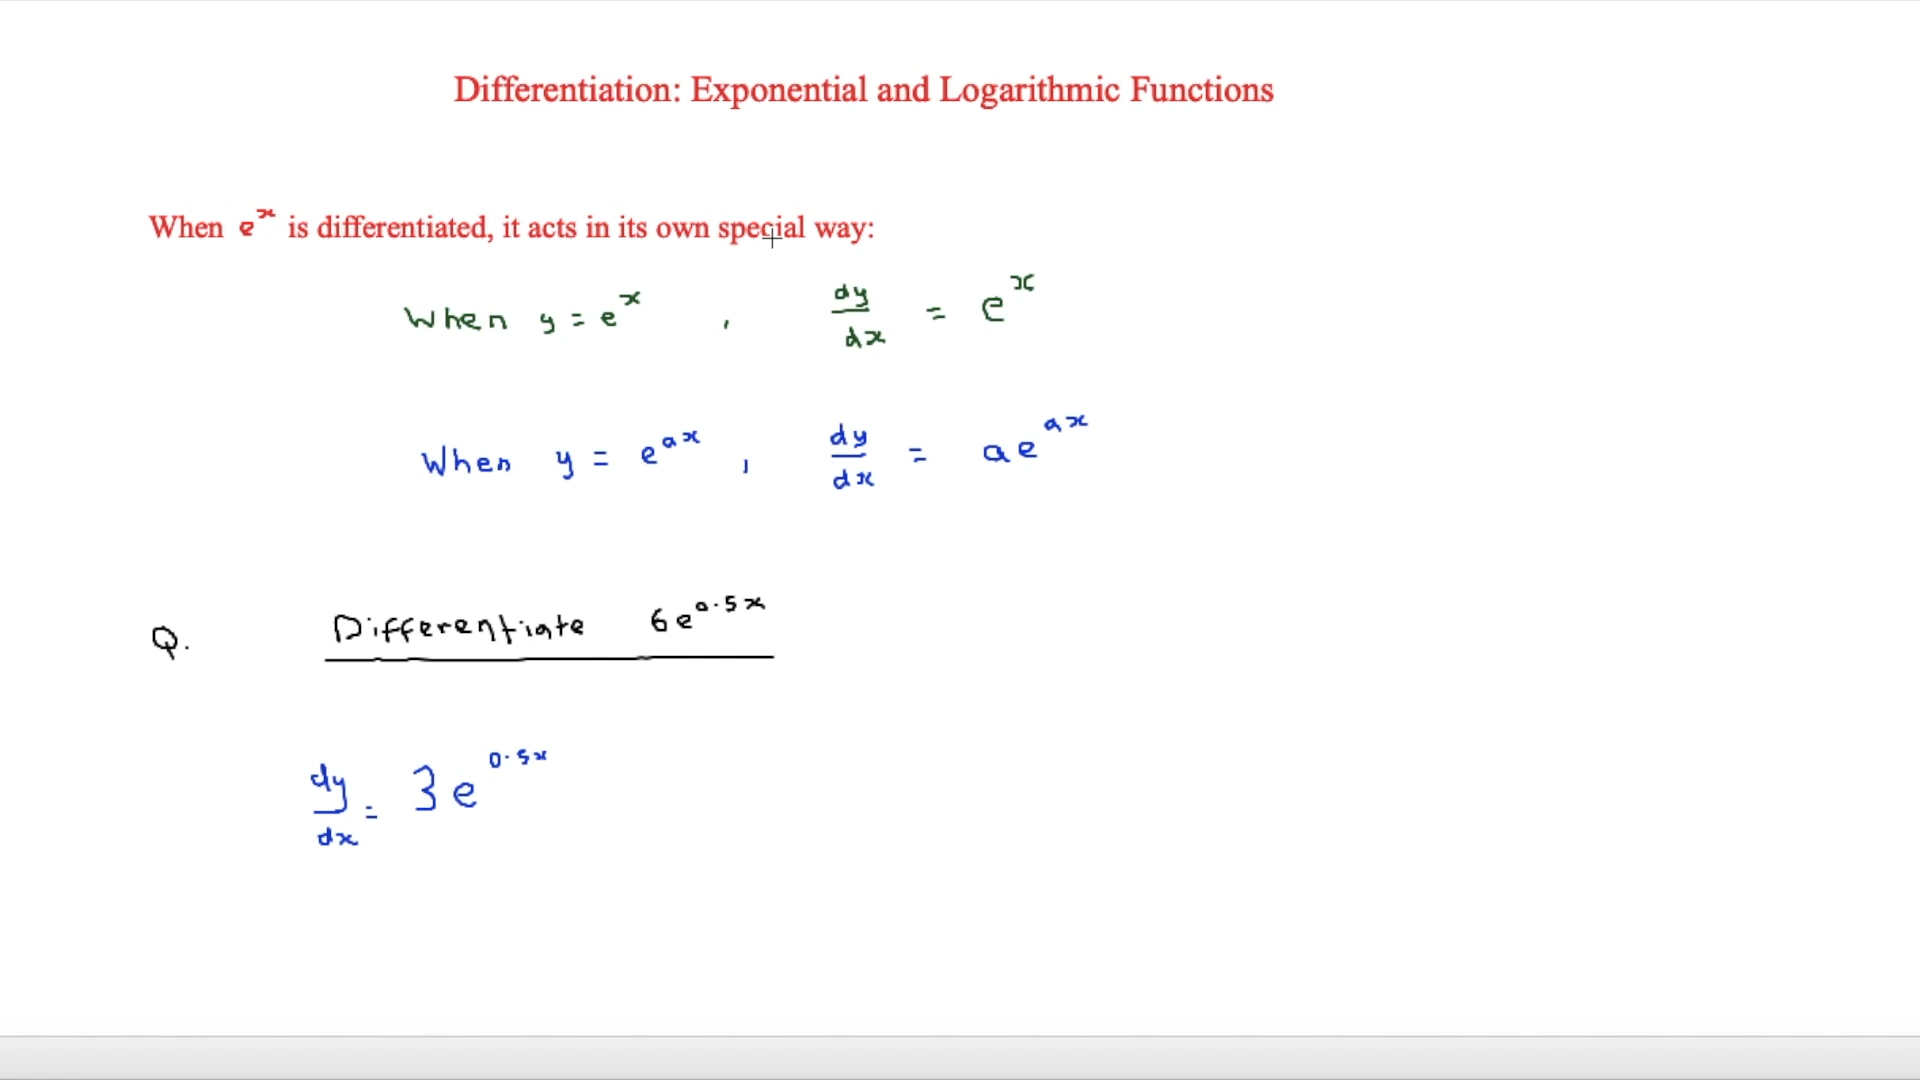 Differentiation: Exponential and Logarithmic Functions
When e^x is differentiated, it acts in its own special way:
When y = e^x , dy/dx = e^x
When y = e^ax , dy/dx = ae^ax
Q. Differentiate 6e^0.5x
dy/dx = 3e^0.5x